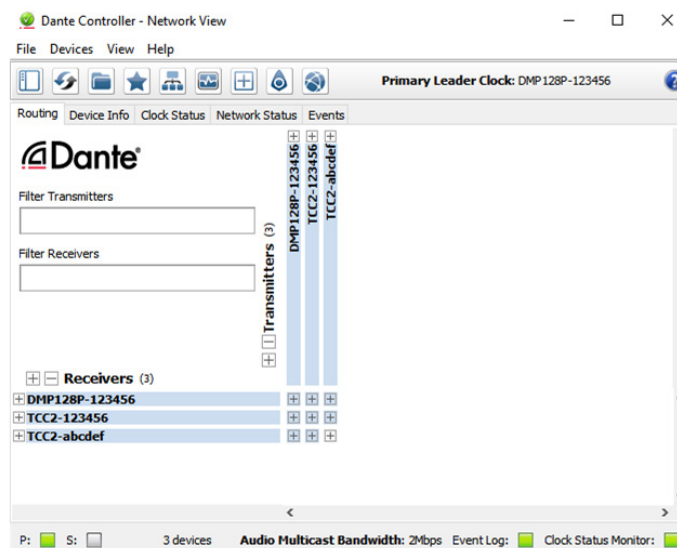 Dante Controller - Network View
File Devices View Help
Primary Leader Clock: DMP128P-123456
?
Routing Device Info Clock Status Network Status Events
Dante®
Filter Transmitters
Filter Receivers
Transmitters (3)
DMP128P-123456
TCC2-123456
TCC2-abcdef
Receivers (3)
DMP128P-123456
TCC2-123456
TCC2-abcdef
P: S: 3 devices Audio Multicast Bandwidth: 2Mbps Event Log: Clock Status Monitor: